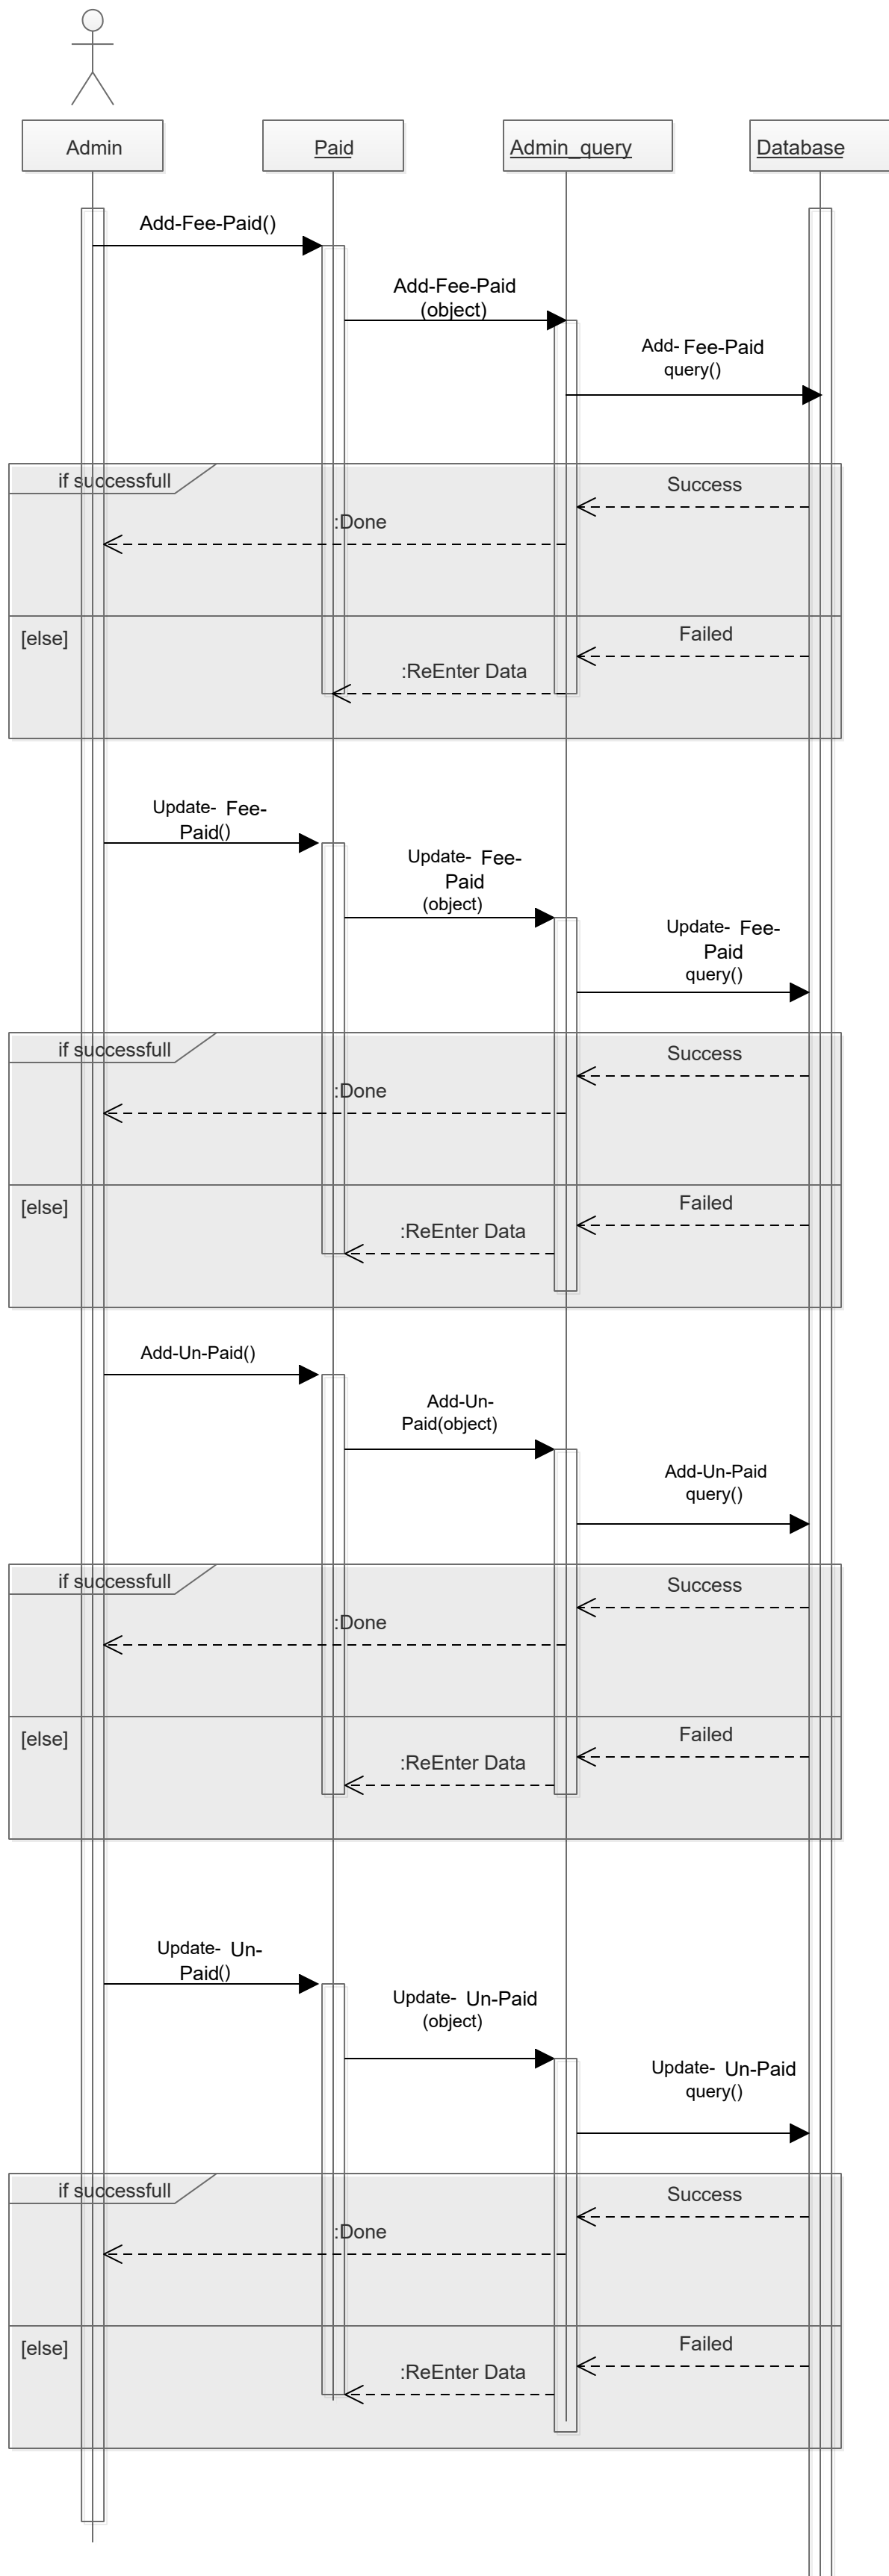 Admin
Paid
Admin_query
Database
Add-Fee-Paid()
Add-Fee-Paid
(object)
Add- Fee-Paid
query()
if successfull
Success
:Done
[else]
Failed
:ReEnter Data
Update- Fee-
Paid()
Update- Fee-
Paid
(object)
Update- Fee-
Paid
query()
if successfull
Success
:Done
[else]
Failed
:ReEnter Data
Add-Un-Paid()
Add-Un-
Paid(object)
Add-Un-Paid
query()
if successfull
Success
:Done
[else]
Failed
:ReEnter Data
Update- Un-
Paid()
Update- Un-Paid
(object)
Update- Un-Paid
query()
if successfull
Success
:Done
[else]
Failed
:ReEnter Data